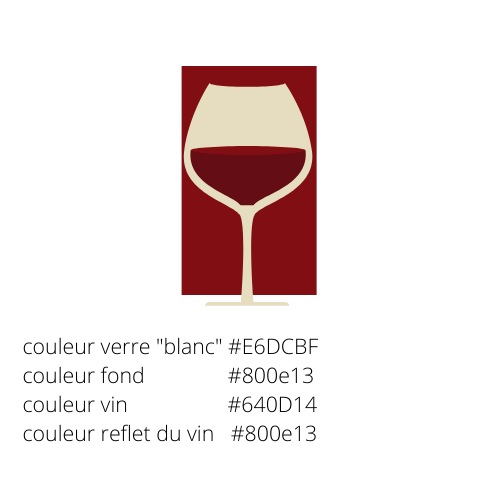 couleur verre "blanc" #E6DCBF
couleur fond #800e13
couleur vin #640D14
couleur reflet du vin #800e13